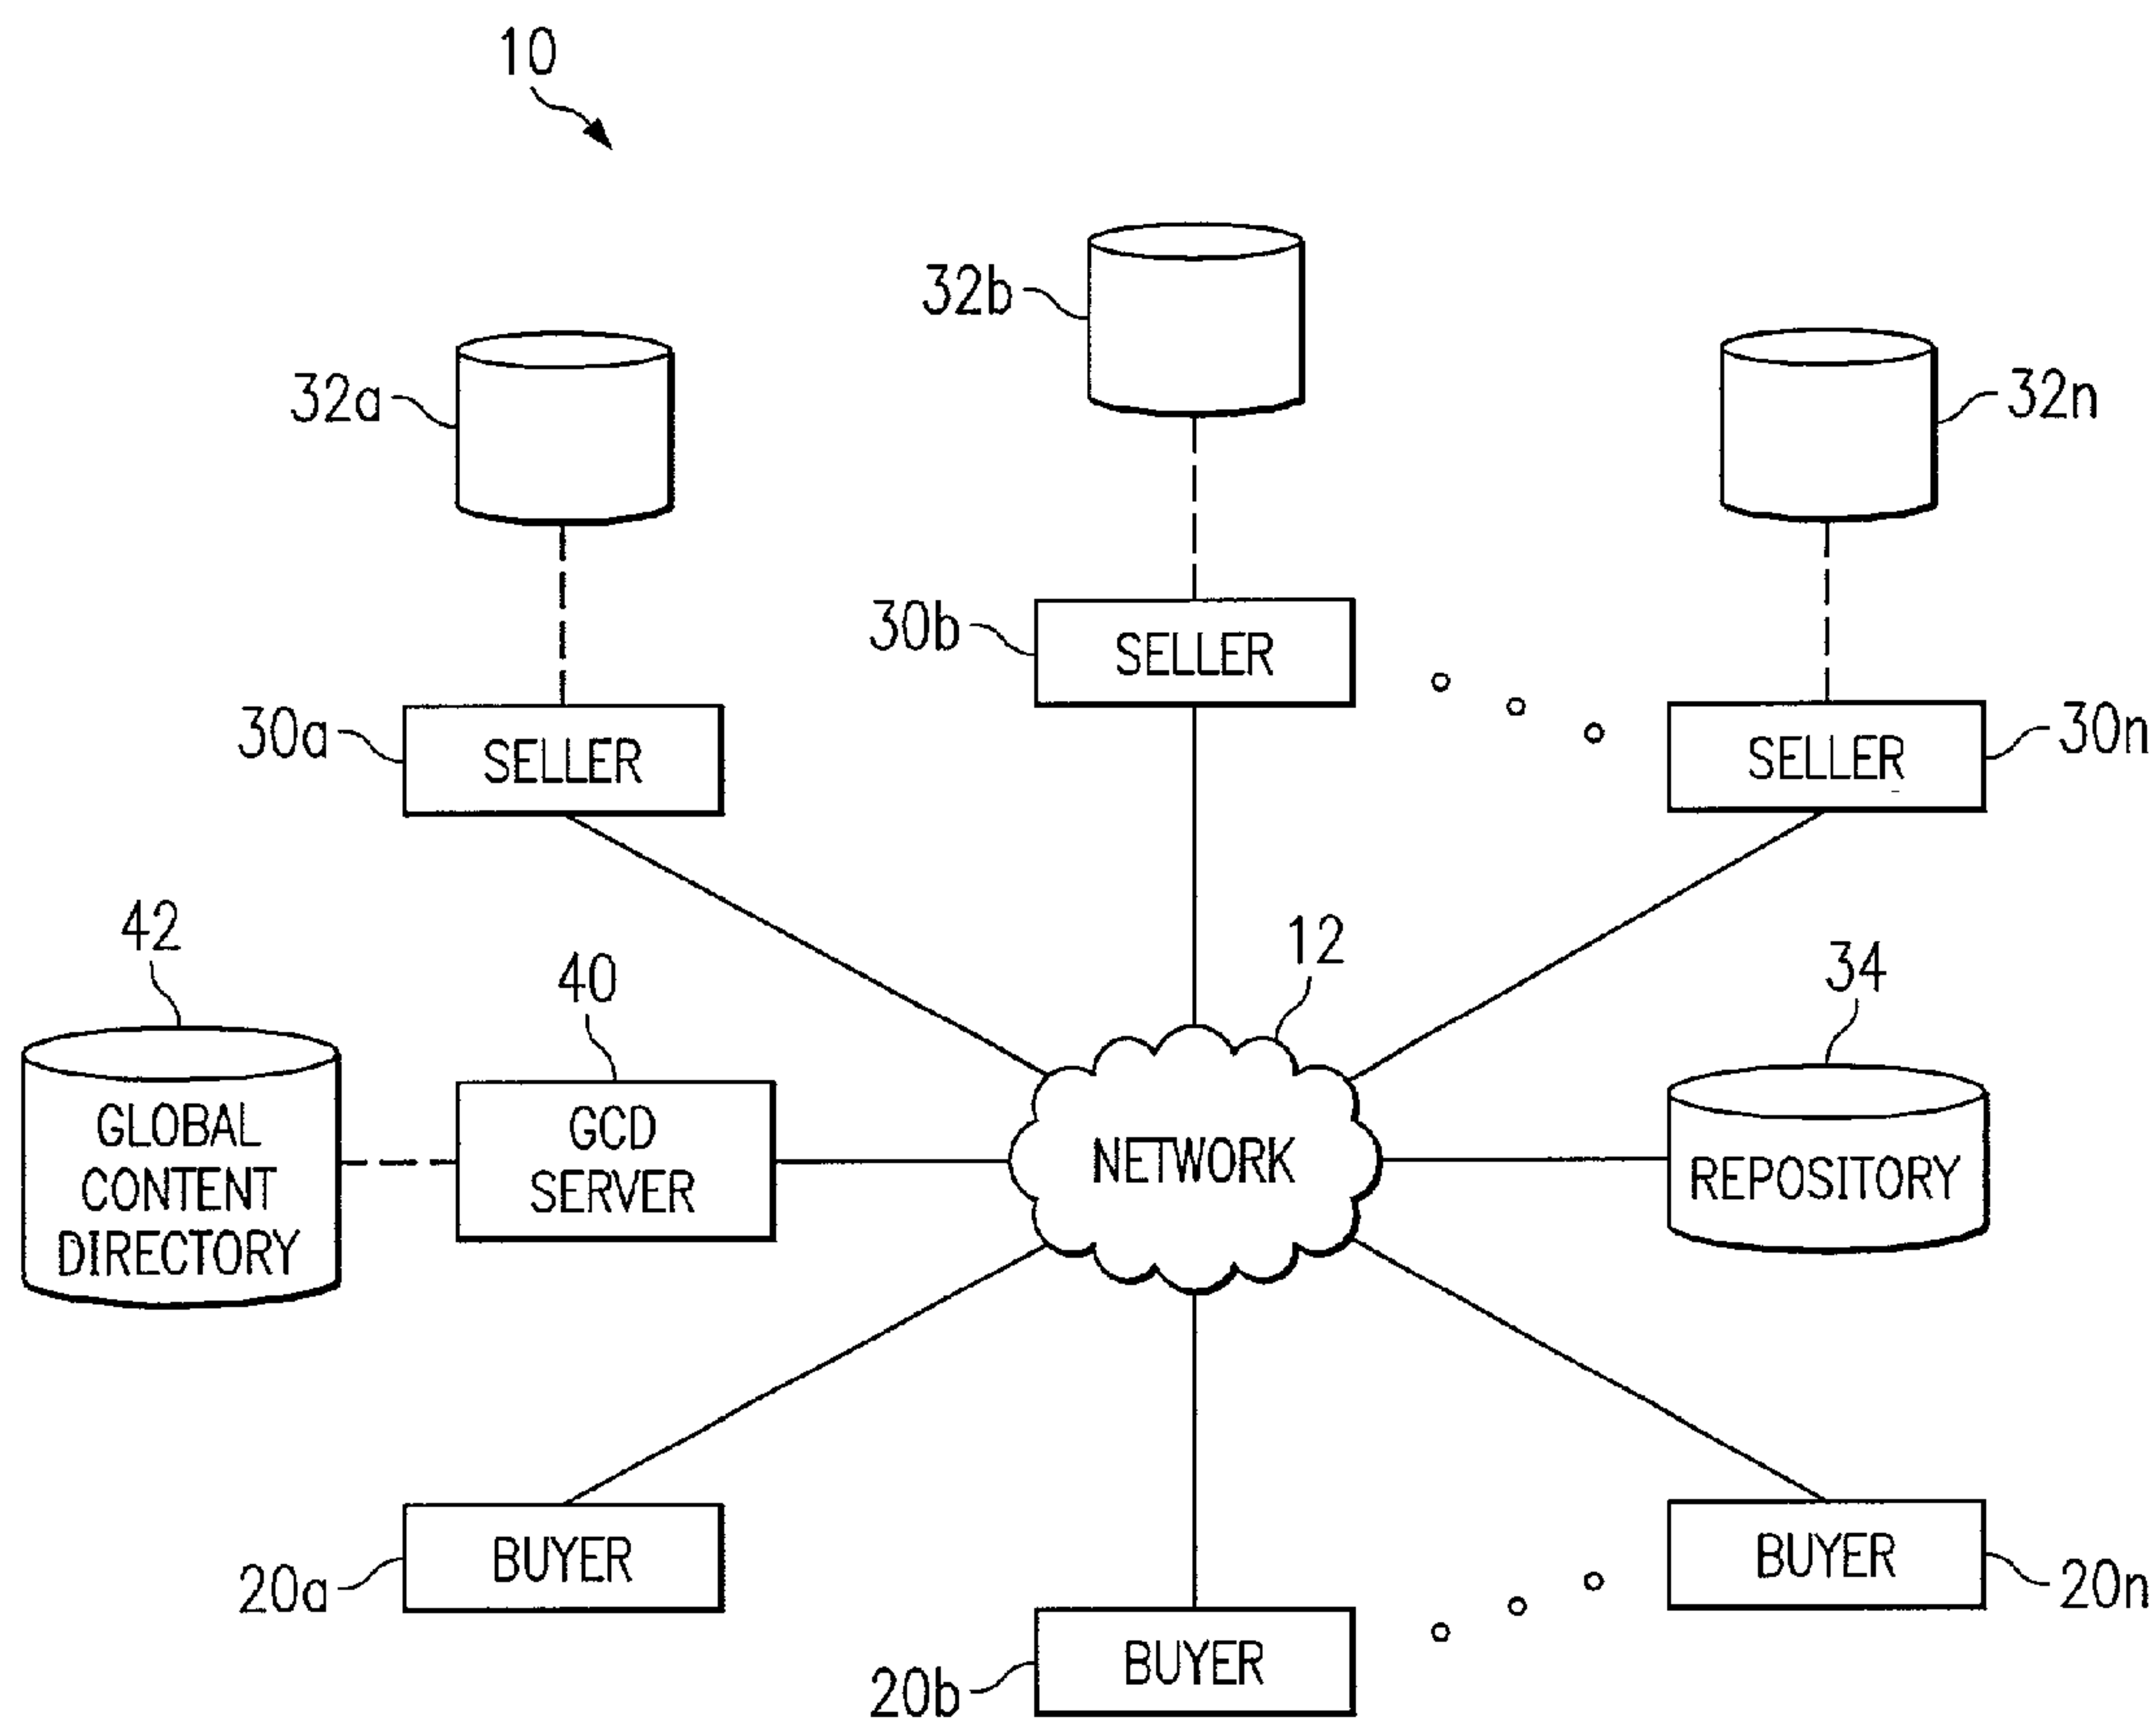 10
32b
32a
32n
30b
SELLER
30a
SELLER
SELLER
30n
42
40
12
34
GLOBAL
CONTENT
DIRECTORY
GCD
SERVER
NETWORK
REPOSITORY
BUYER
20a
BUYER
20n
BUYER
20b